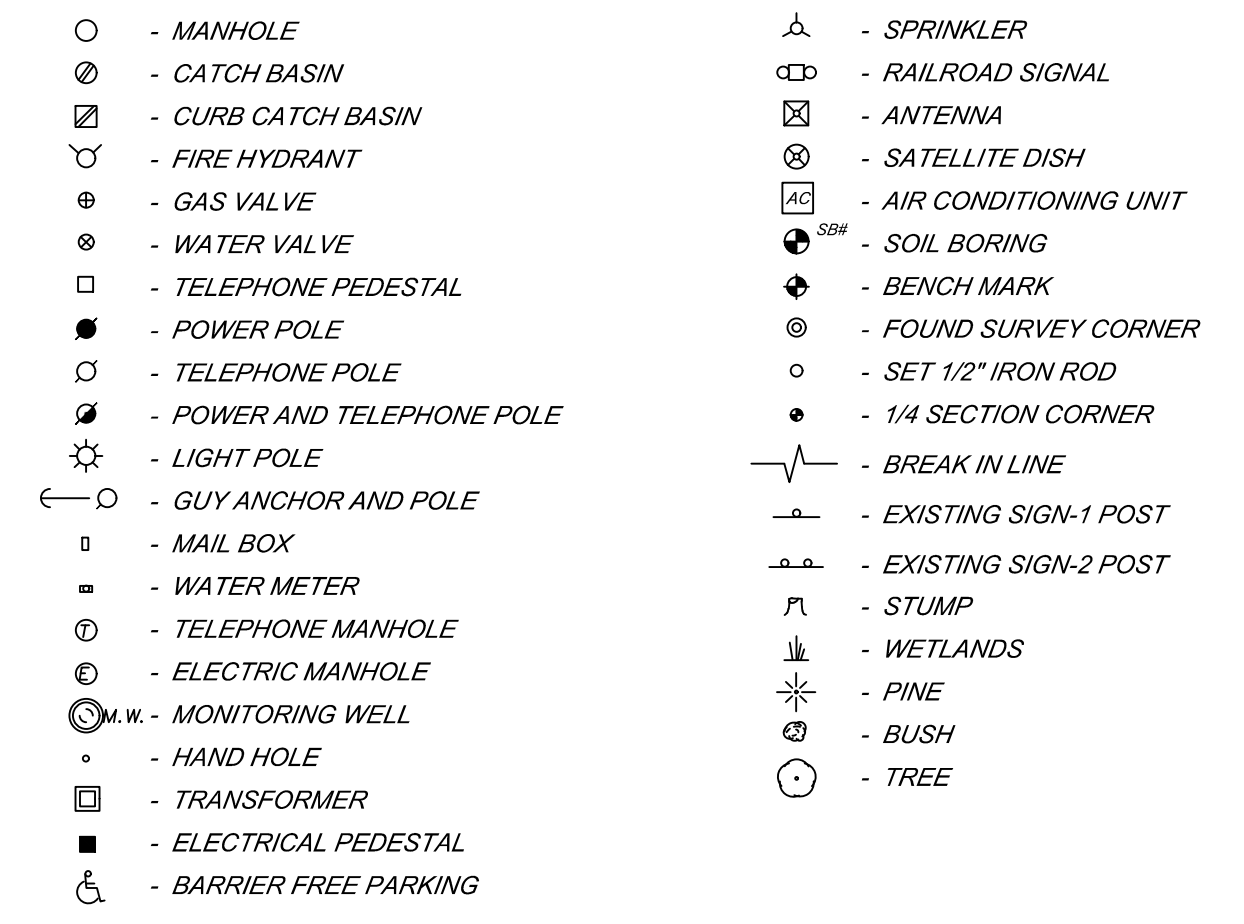 - MANHOLE
- CATCH BASIN
- CURB CATCH BASIN
- FIRE HYDRANT
- GAS VALVE
- WATER VALVE
- TELEPHONE PEDESTAL
- POWER POLE
- TELEPHONE POLE
- POWER AND TELEPHONE POLE
- LIGHT POLE
- GUY ANCHOR AND POLE
- MAIL BOX
- WATER METER
T - TELEPHONE MANHOLE
E - ELECTRIC MANHOLE
M.W. - MONITORING WELL
- HAND HOLE
- TRANSFORMER
- ELECTRICAL PEDESTAL
- BARRIER FREE PARKING
- SPRINKLER
- RAILROAD SIGNAL
- ANTENNA
- SATELLITE DISH
AC - AIR CONDITIONING UNIT
SB# - SOIL BORING
- BENCH MARK
- FOUND SURVEY CORNER
- SET 1/2" IRON ROD
- 1/4 SECTION CORNER
- BREAK IN LINE
- EXISTING SIGN-1 POST
- EXISTING SIGN-2 POST
- STUMP
- WETLANDS
- PINE
- BUSH
- TREE